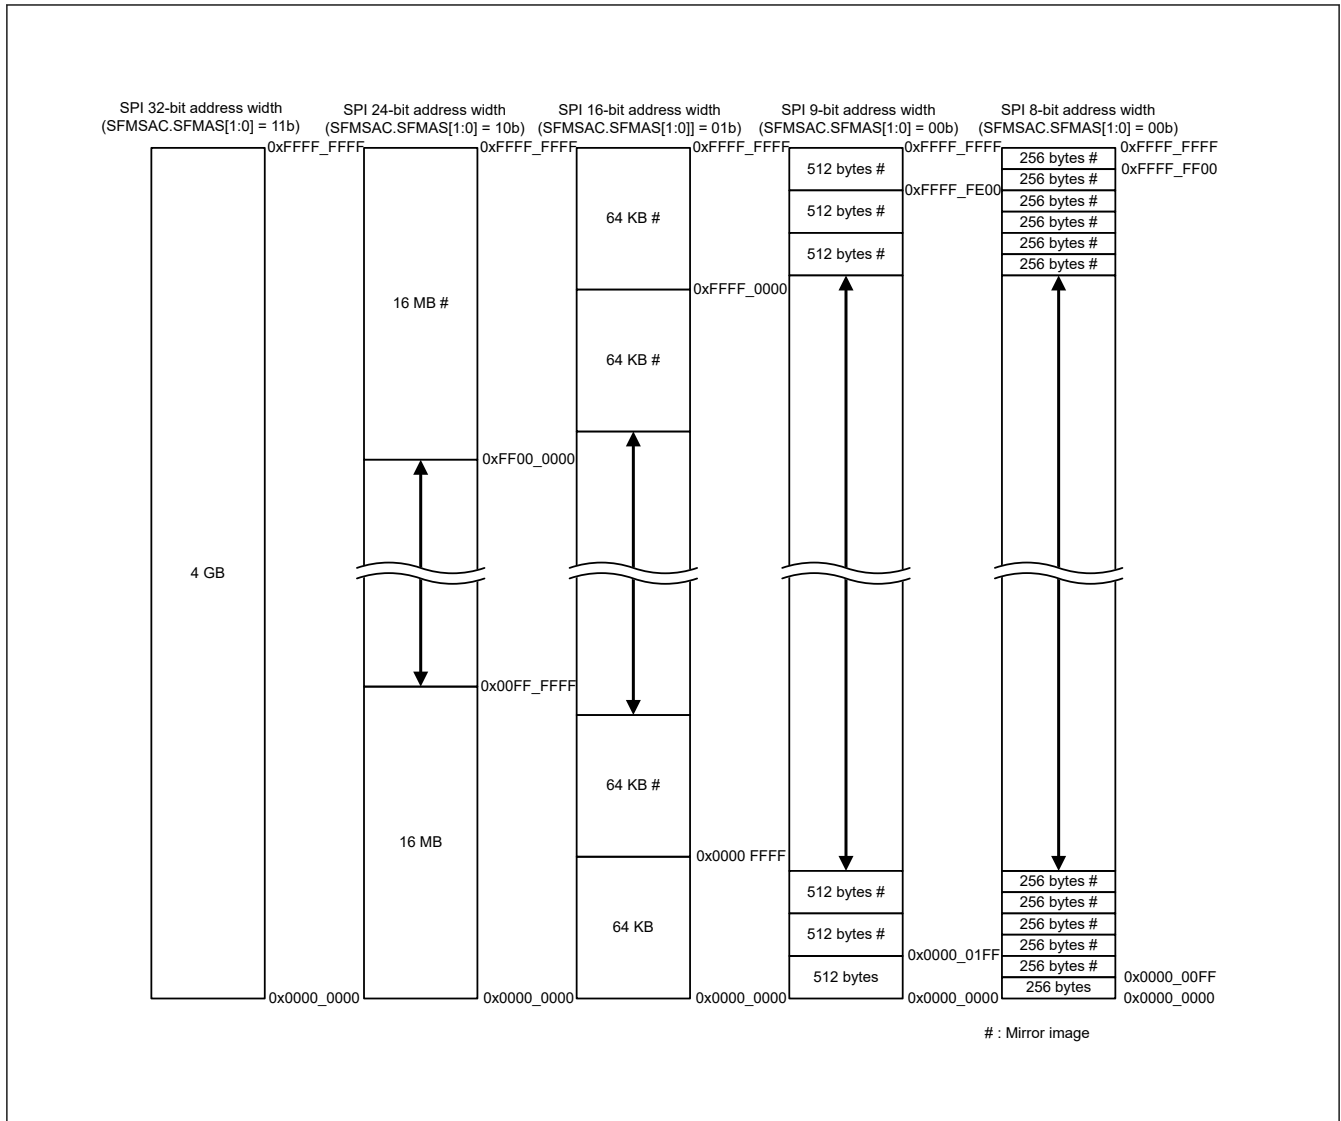 SPI 32-bit address width
(SFMSAC.SFMAS[1:0] = 11b)
0xFFFF_FFFF
4 GB
0x0000_0000
SPI 24-bit address width
(SFMSAC.SFMAS[1:0] = 10b)
0xFFFF_FFFF
16 MB #
0xFF00_0000
0x00FF_FFFF
16 MB
0x0000_0000
SPI 16-bit address width
(SFMSAC.SFMAS[1:0]] = 01b)
0xFFFF_FFFF
64 KB #
0xFFFF_0000
64 KB #
64 KB #
0x0000 FFFF
64 KB
0x0000_0000
SPI 9-bit address width
(SFMSAC.SFMAS[1:0] = 00b)
0xFFFF_FFFF
512 bytes #
0xFFFF_FE00
512 bytes #
512 bytes #
512 bytes #
512 bytes #
0x0000_01FF
512 bytes
0x0000_0000
SPI 8-bit address width
(SFMSAC.SFMAS[1:0] = 00b)
0xFFFF_FFFF
256 bytes #
0xFFFF_FF00
256 bytes #
256 bytes #
256 bytes #
256 bytes #
256 bytes #
256 bytes #
256 bytes #
256 bytes #
256 bytes #
256 bytes #
0x0000_00FF
256 bytes
0x0000_0000
# : Mirror image